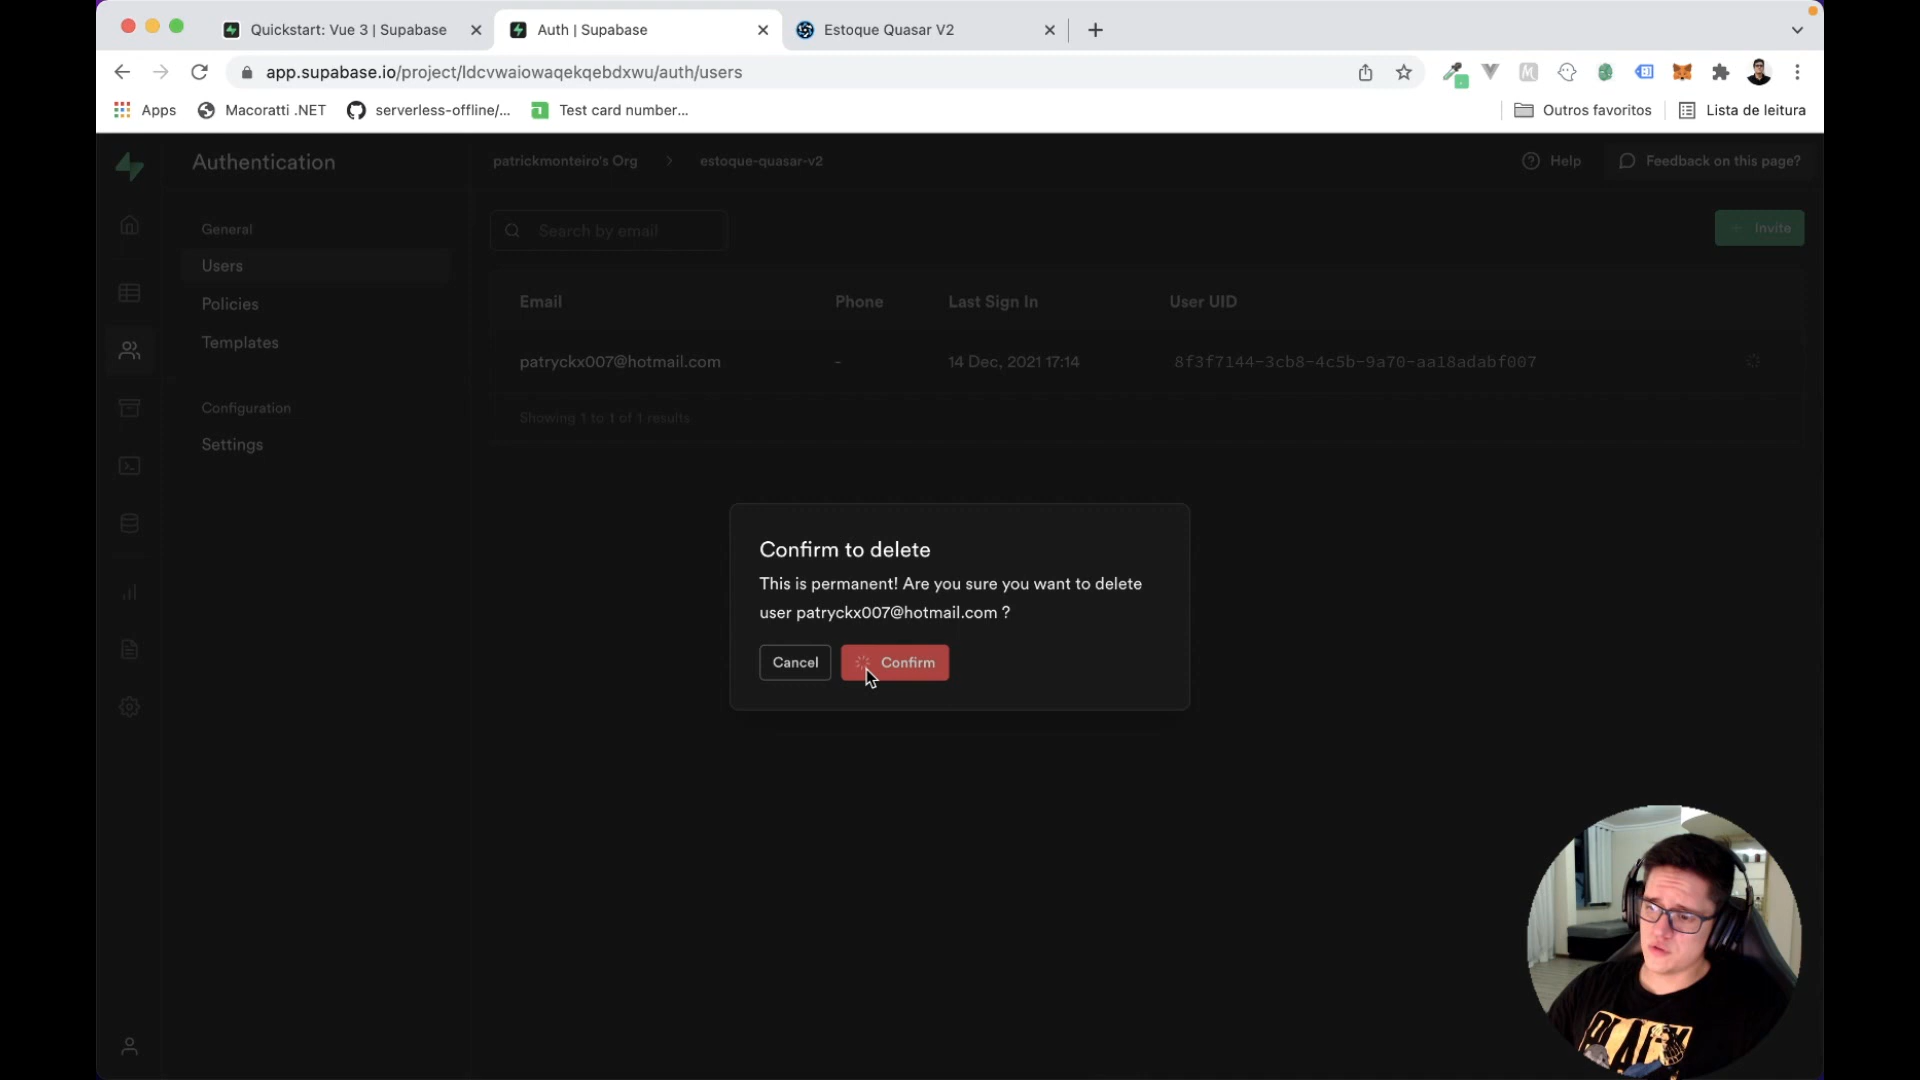 Quickstart: Vue 3 | Supabase
Auth | Supabase
Estoque Quasar V2
app.supabase.io/project/ldcvwaiowaqekqebdxwu/auth/users
Apps
Macoratti .NET
serverless-offline/...
Test card number...
Outros favoritos
Lista de leitura
Authentication
patrickmonteiro's Org
estoque-quasar-v2
Help
Feedback on this page?
General
Users
Policies
Templates
Configuration
Settings
Search by email
Invite
Email
Phone
Last Sign In
User UID
patryckx007@hotmail.com
-
14 Dec, 2021 17:14
8f3f7144-3cb8-4c5b-9a70-aa18adabf007
Showing 1 to 1 of 1 results
Confirm to delete
This is permanent! Are you sure you want to delete
user patryckx007@hotmail.com ?
Cancel
Confirm
BLACK